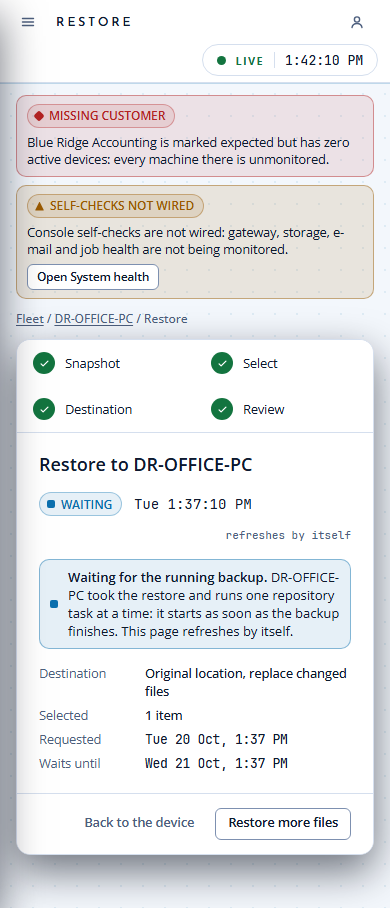 RESTORE
LIVE 1:42:10 PM
MISSING CUSTOMER
Blue Ridge Accounting is marked expected but has zero
active devices: every machine there is unmonitored.
SELF-CHECKS NOT WIRED
Console self-checks are not wired: gateway, storage, e-
mail and job health are not being monitored.
Open System health
Fleet / DR-OFFICE-PC / Restore
Snapshot
Select
Destination
Review
Restore to DR-OFFICE-PC
WAITING Tue 1:37:10 PM
refreshes by itself
Waiting for the running backup. DR-OFFICE-
PC took the restore and runs one repository
task at a time: it starts as soon as the backup
finishes. This page refreshes by itself.
Destination Original location, replace changed
files
Selected 1 item
Requested Tue 20 Oct, 1:37 PM
Waits until Wed 21 Oct, 1:37 PM
Back to the device Restore more files